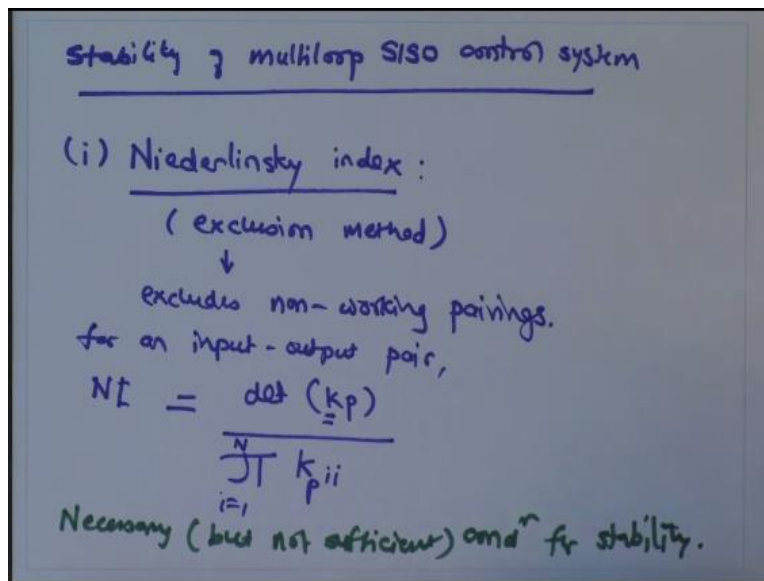 Stability of multiloop SISO control system
(i) Niederlinsky index :
(exclusion method)
↓
excludes non-working pairings.
for an input-output pair,
NI = det (K̳p)
N
∏ Kpii
i=1
Necessary (but not sufficient) condⁿ for stability.